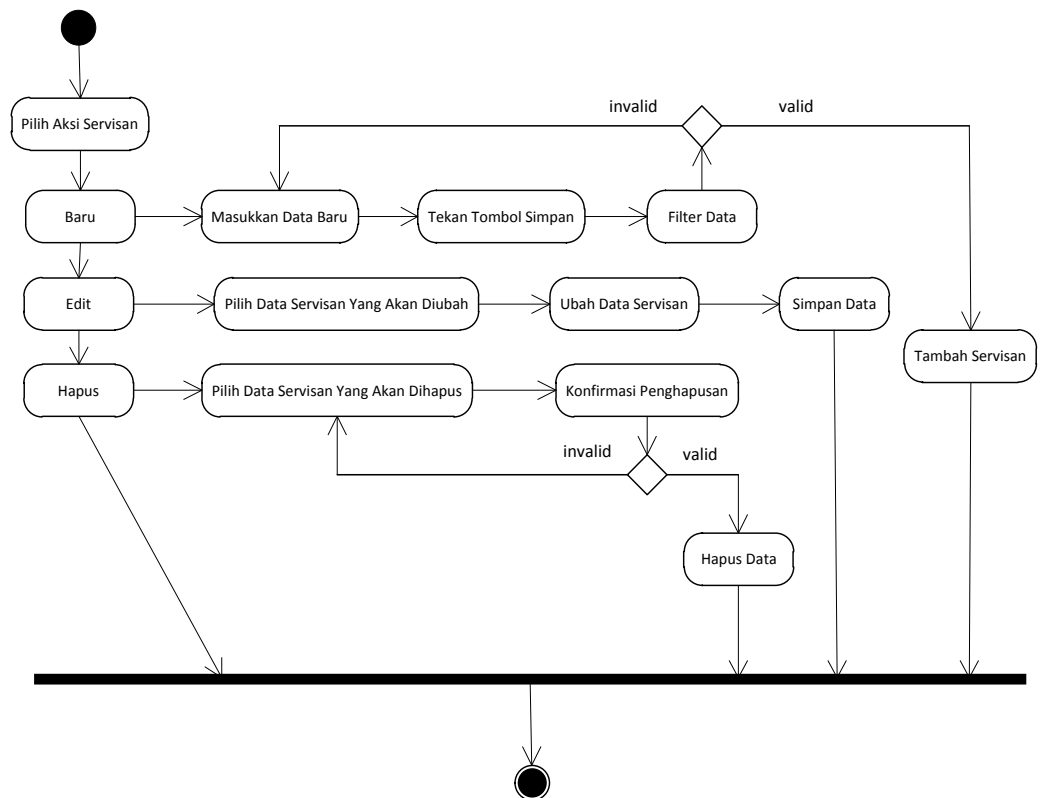 invalid
valid
Pilih Aksi Servisan
Baru
Masukkan Data Baru
Tekan Tombol Simpan
Filter Data
Edit
Pilih Data Servisan Yang Akan Diubah
Ubah Data Servisan
Simpan Data
Tambah Servisan
Hapus
Pilih Data Servisan Yang Akan Dihapus
Konfirmasi Penghapusan
invalid
valid
Hapus Data